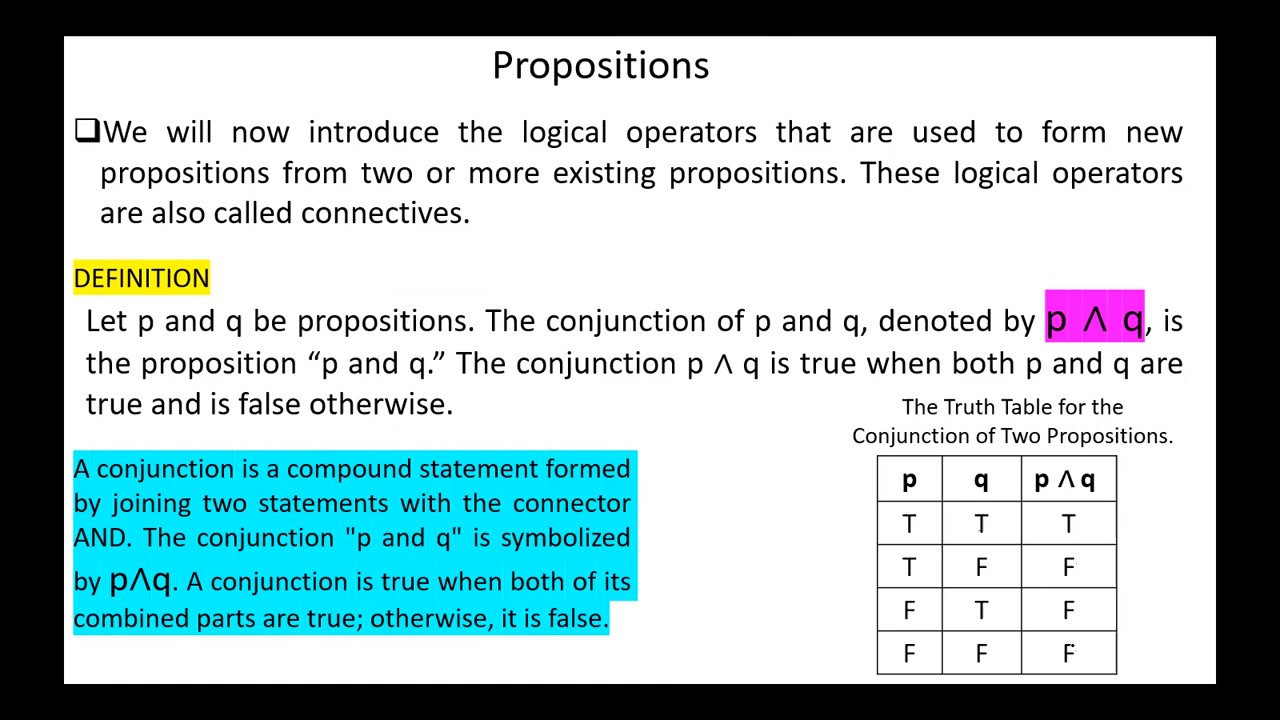 Propositions
❑We will now introduce the logical operators that are used to form new
propositions from two or more existing propositions. These logical operators
are also called connectives.
DEFINITION
Let p and q be propositions. The conjunction of p and q, denoted by p ∧ q, is
the proposition “p and q.” The conjunction p ∧ q is true when both p and q are
true and is false otherwise.
A conjunction is a compound statement formed
by joining two statements with the connector
AND. The conjunction "p and q" is symbolized
by p∧q. A conjunction is true when both of its
combined parts are true; otherwise, it is false.
The Truth Table for the
Conjunction of Two Propositions.
p q p ∧ q
T T T
T F F
F T F
F F F